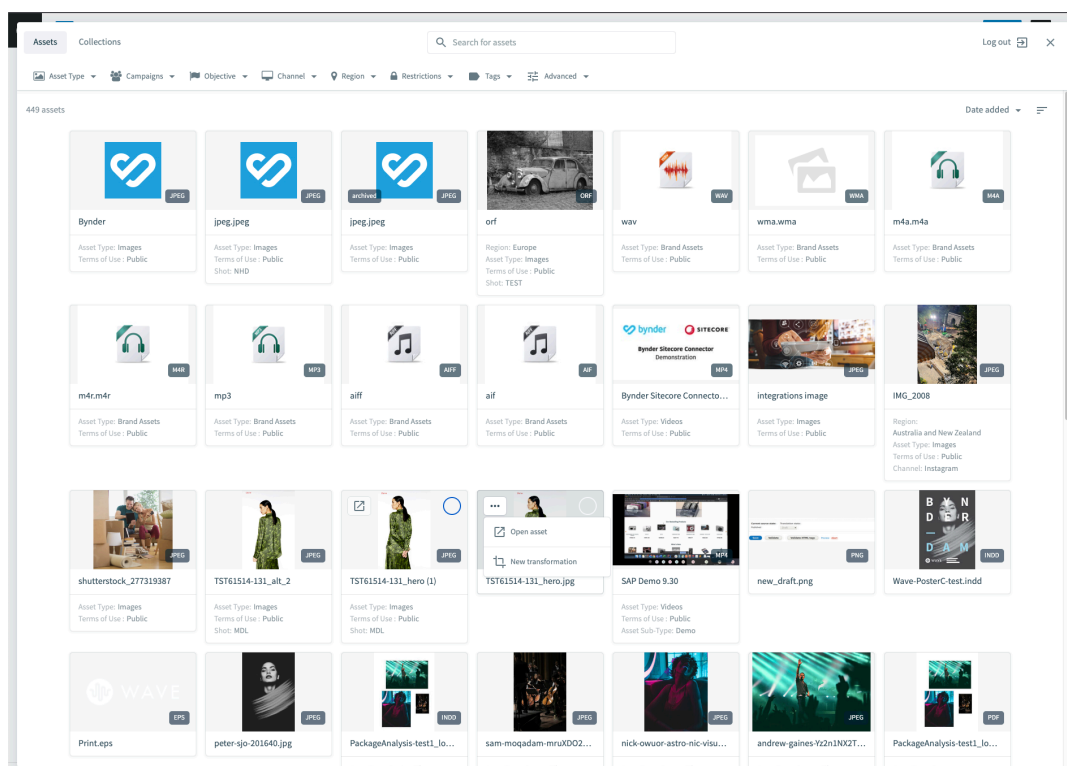 Assets
Collections
Search for assets
Log out
Asset Type
Campaigns
Objective
Channel
Region
Restrictions
Tags
Advanced
449 assets
Date added
JPEG
JPEG
archived
JPEG
ORF
WAV
WMA
M4A
Bynder
jpeg.jpeg
jpeg.jpeg
orf
wav
wma.wma
m4a.m4a
Asset Type: Images
Terms of Use : Public
Asset Type: Images
Terms of Use : Public
Shot: NHD
Asset Type: Images
Terms of Use : Public
Region: Europe
Asset Type: Images
Terms of Use : Public
Shot: TEST
Asset Type: Brand Assets
Terms of Use : Public
Asset Type: Brand Assets
Terms of Use : Public
Asset Type: Brand Assets
Terms of Use : Public
M4R
MP3
AIFF
AIF
bynder
SITECORE
Bynder Sitecore Connector
Demonstration
MP4
JPEG
JPEG
m4r.m4r
mp3
aiff
aif
Bynder Sitecore Connecto...
integrations image
IMG_2008
Asset Type: Brand Assets
Terms of Use : Public
Asset Type: Brand Assets
Terms of Use : Public
Asset Type: Brand Assets
Terms of Use : Public
Asset Type: Brand Assets
Terms of Use : Public
Asset Type: Videos
Terms of Use : Public
Asset Type: Images
Terms of Use : Public
Region:
Australia and New Zealand
Asset Type: Images
Terms of Use : Public
Channel: Instagram
JPEG
JPEG
JPEG
Open asset
New transformation
MP4
PNG
BYN
DER
DAM
INDD
shutterstock_277319387
TST61514-131_alt_2
TST61514-131_hero (1)
TST61514-131_hero.jpg
SAP Demo 9.30
new_draft.png
Wave-PosterC-test.indd
Asset Type: Images
Terms of Use : Public
Asset Type: Images
Terms of Use : Public
Shot: MDL
Asset Type: Images
Terms of Use : Public
Shot: MDL
Asset Type: Videos
Terms of Use : Public
Asset Sub-Type: Demo
WAVE
EPS
JPEG
INDD
JPEG
JPEG
JPEG
PDF
Print.eps
peter-sjo-201640.jpg
PackageAnalysis-test1_lo...
sam-moqadam-mruXDO2...
nick-owuor-astro-nic-visu...
andrew-gaines-Yz2n1NX2T...
PackageAnalysis-test1_lo...